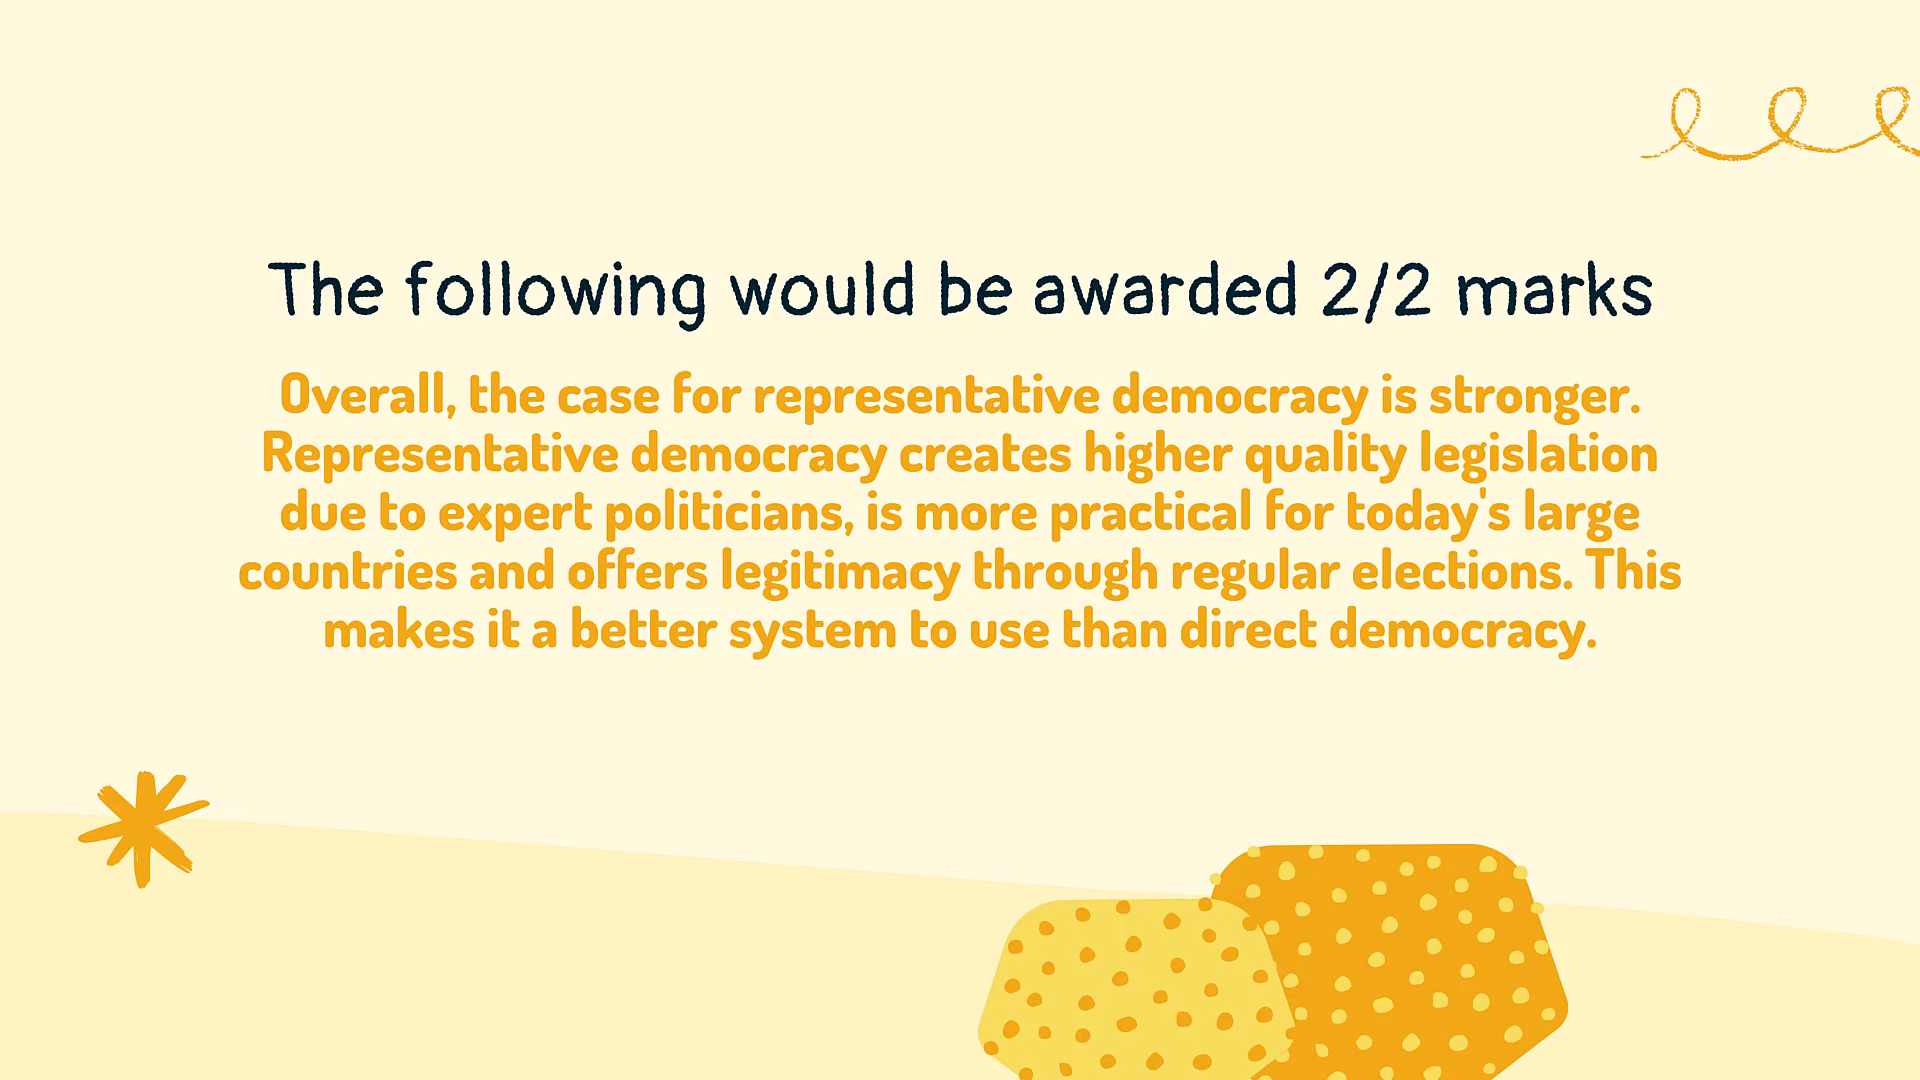 The following would be awarded 2/2 marks
Overall, the case for representative democracy is stronger.
Representative democracy creates higher quality legislation
due to expert politicians, is more practical for today's large
countries and offers legitimacy through regular elections. This
makes it a better system to use than direct democracy.